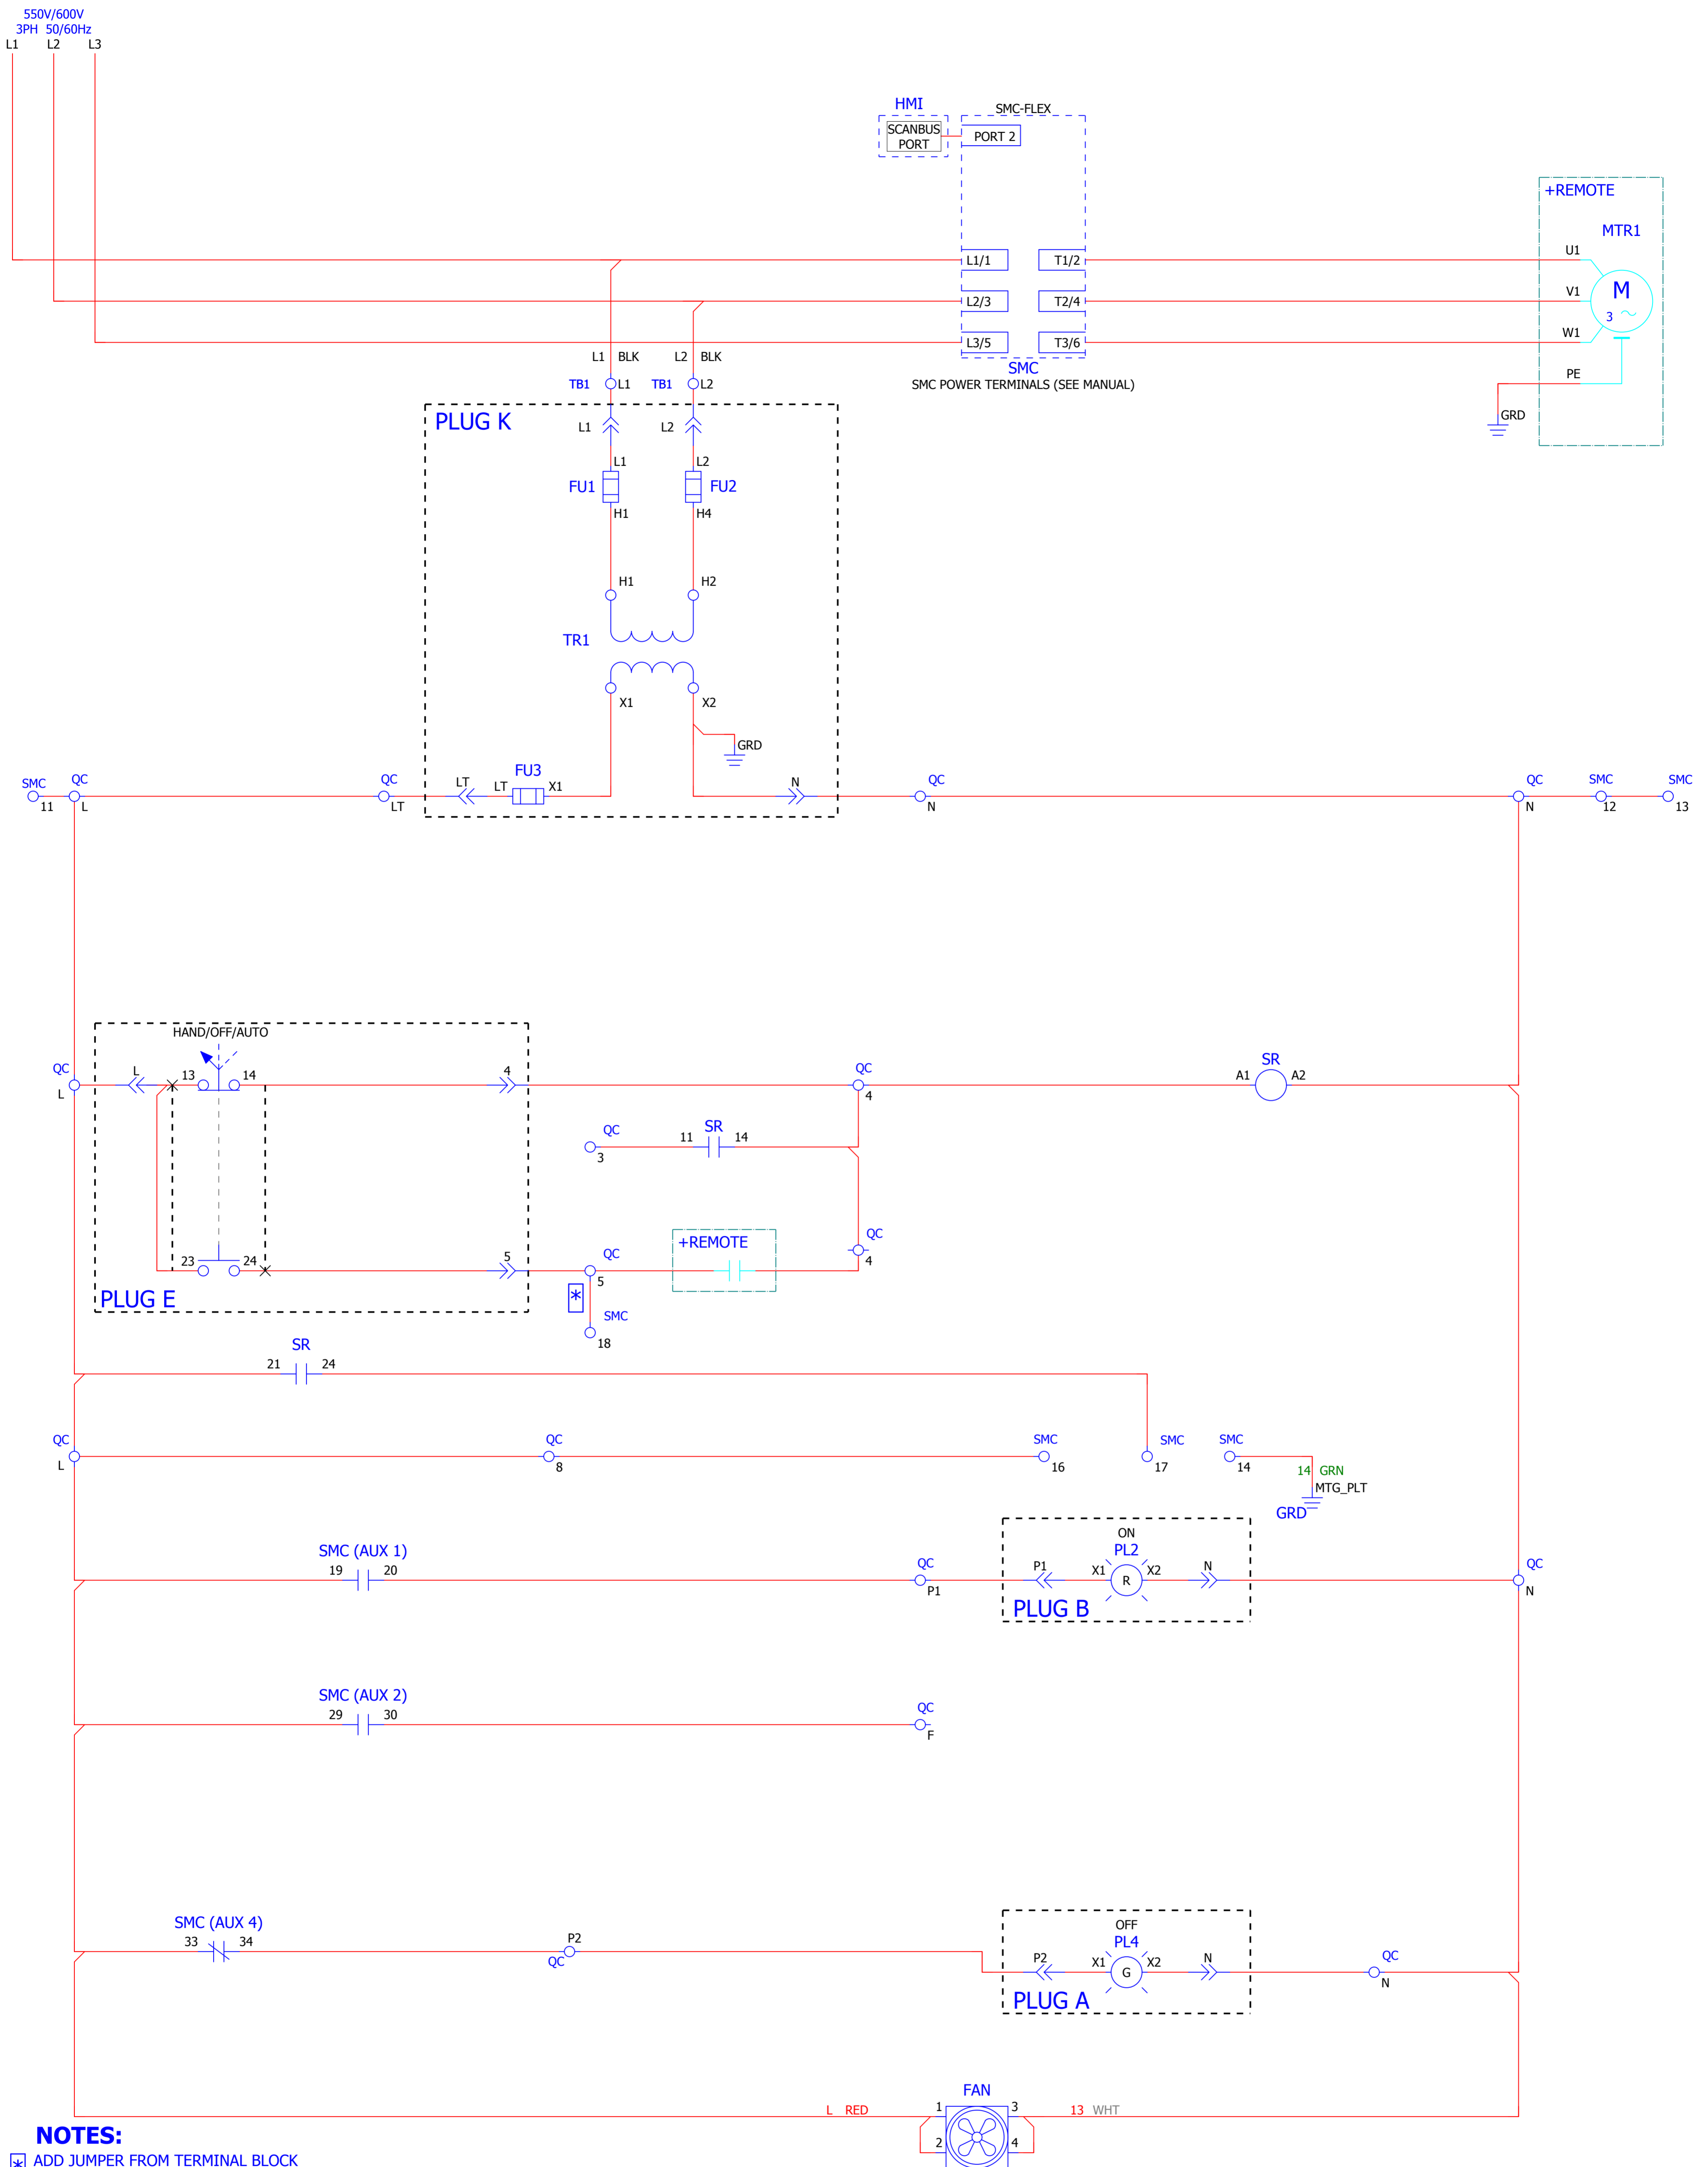 550V/600V
3PH 50/60Hz
L1 L2 L3
HMI
SCANBUS
PORT
SMC-FLEX
PORT 2
+REMOTE
MTR1
L1/1 T1/2 U1
L2/3 T2/4 V1
M
3
L3/5 T3/6 W1
SMC
SMC POWER TERMINALS (SEE MANUAL)
PE
GRD
L1 BLK L2 BLK
TB1 L1 TB1 L2
PLUG K
L1 L2
L1 L2
FU1 FU2
H1 H4
H1 H2
TR1
X1 X2
GRD
SMC QC QC LT LT FU3 X1 N QC QC SMC SMC
11 L LT N N 12 13
HAND/OFF/AUTO
QC L 13 14 4 QC SR
L 4 A1 A2
QC 11 SR 14
3
+REMOTE
QC
4
23 24 5 QC
5
*
PLUG E
SMC
18
SR
21 24
QC QC SMC SMC SMC
L 8 16 17 14
14 GRN
MTG_PLT
GRD
ON
SMC (AUX 1) PL2
19 20 QC P1 X1 R X2 N QC
P1 N
PLUG B
SMC (AUX 2)
29 30 QC
F
SMC (AUX 4)
33 34 P2
QC
OFF
PL4
P2 X1 G X2 N QC
N
PLUG A
FAN
L RED 1 3 13 WHT
2 4
NOTES:
* ADD JUMPER FROM TERMINAL BLOCK